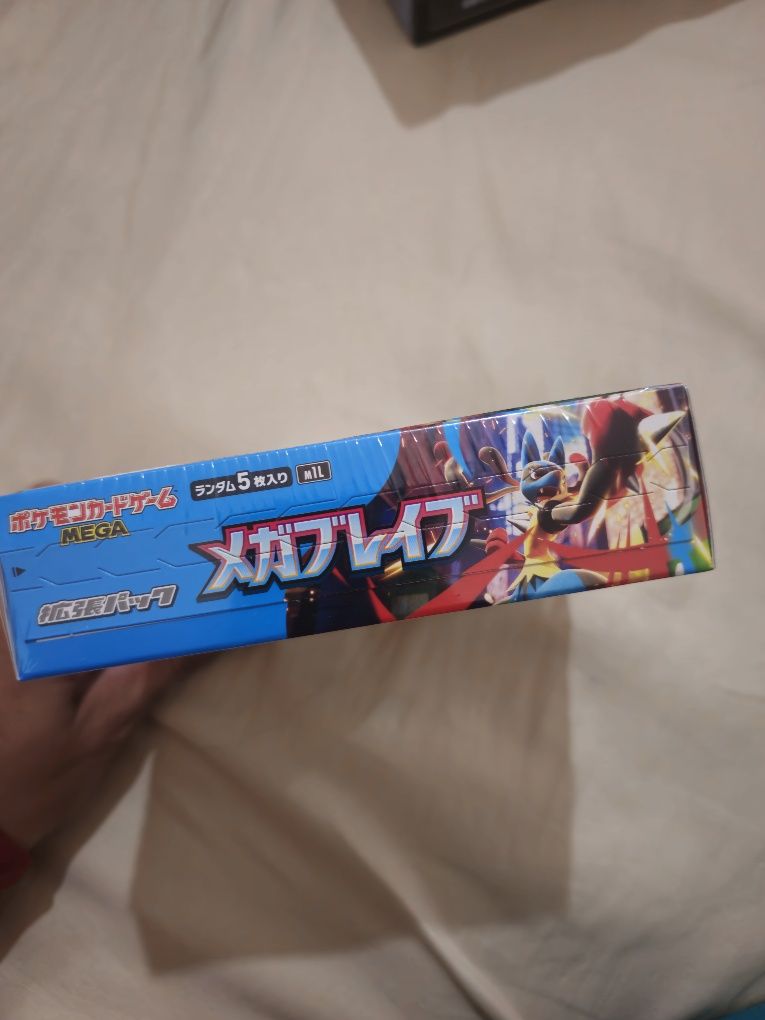 ポケモンカードゲーム
MEGA
ランダム5枚入り
M1L
メガブレイブ
拡張パック